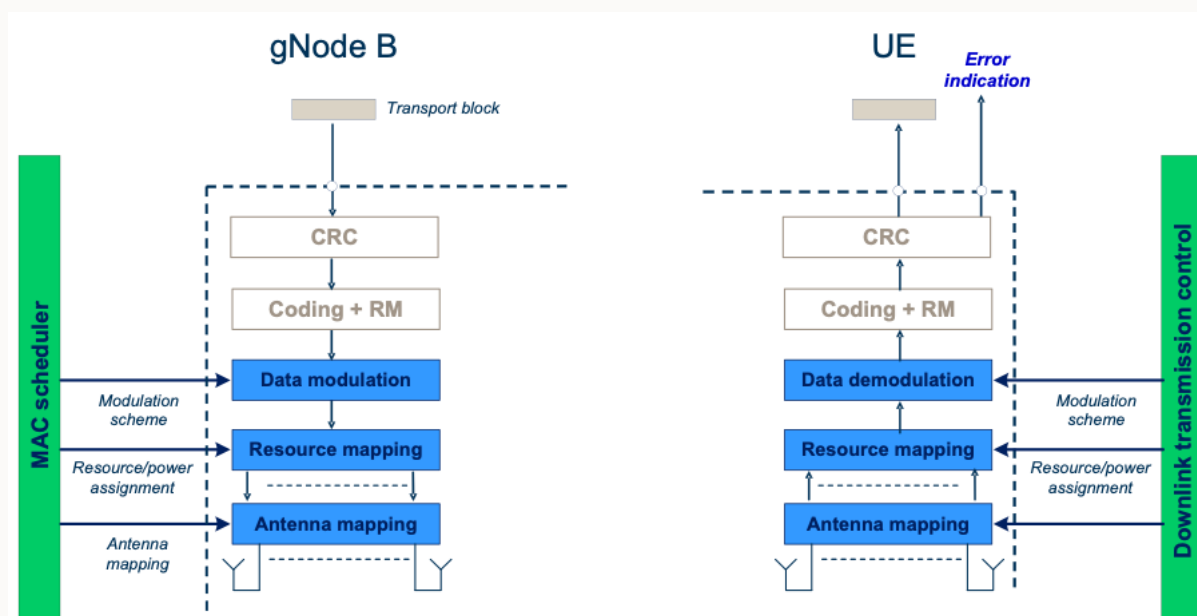 gNode B
UE
Error
indication
Transport block
CRC
CRC
Coding + RM
Coding + RM
MAC scheduler
Data modulation
Data demodulation
Downlink transmission control
Modulation
scheme
Modulation
scheme
Resource mapping
Resource mapping
Resource/power
assignment
Resource/power
assignment
Antenna mapping
Antenna mapping
Antenna
mapping